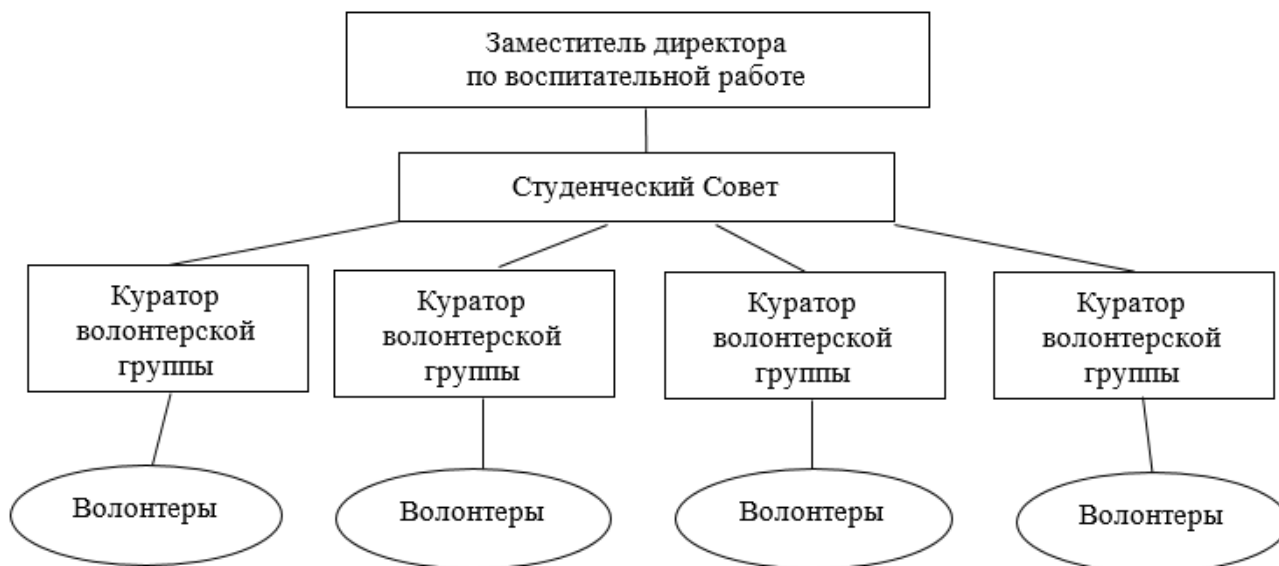 Заместитель директора
по воспитательной работе
Студенческий Совет
Куратор
волонтерской
группы
Куратор
волонтерской
группы
Куратор
волонтерской
группы
Куратор
волонтерской
группы
Волонтеры
Волонтеры
Волонтеры
Волонтеры